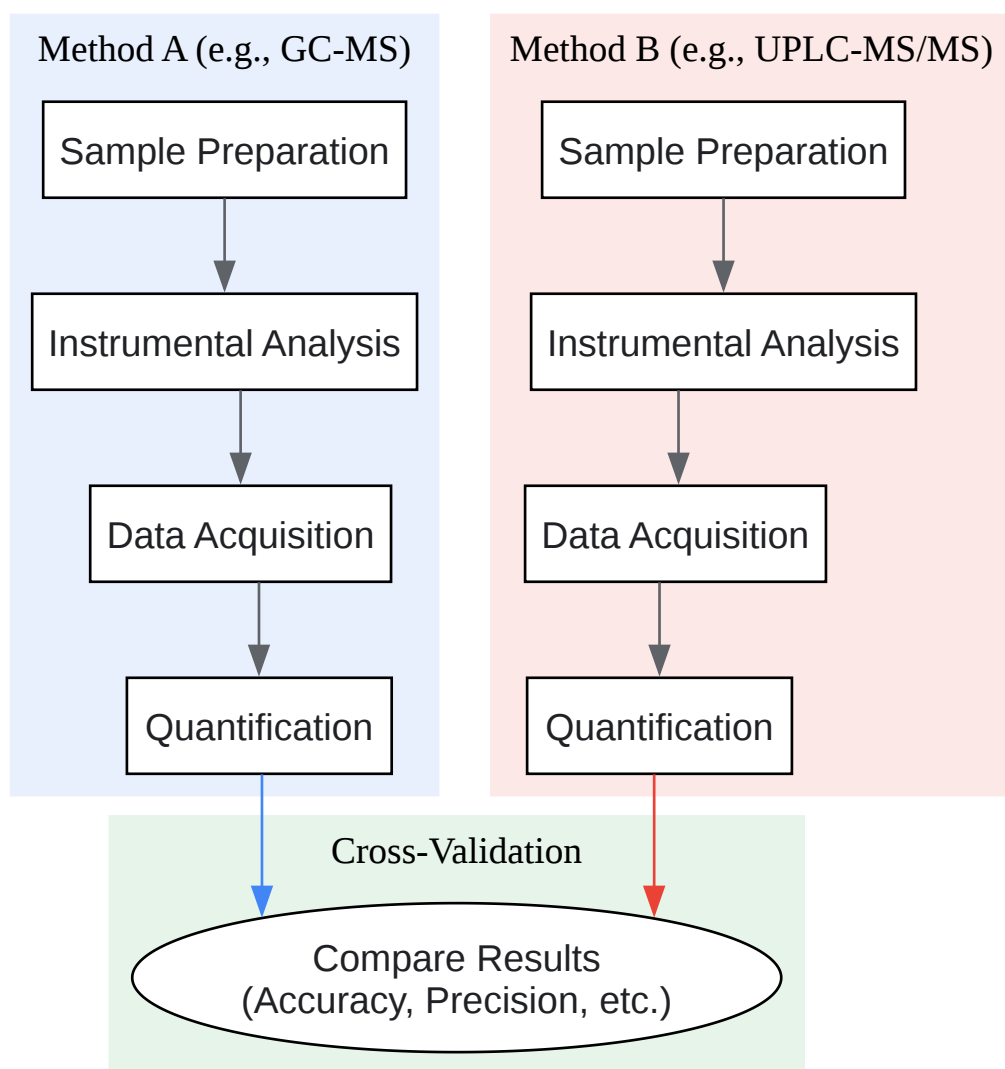 Method A (e.g., GC-MS)
Sample Preparation
Instrumental Analysis
Data Acquisition
Quantification
Method B (e.g., UPLC-MS/MS)
Sample Preparation
Instrumental Analysis
Data Acquisition
Quantification
Cross-Validation
Compare Results
(Accuracy, Precision, etc.)